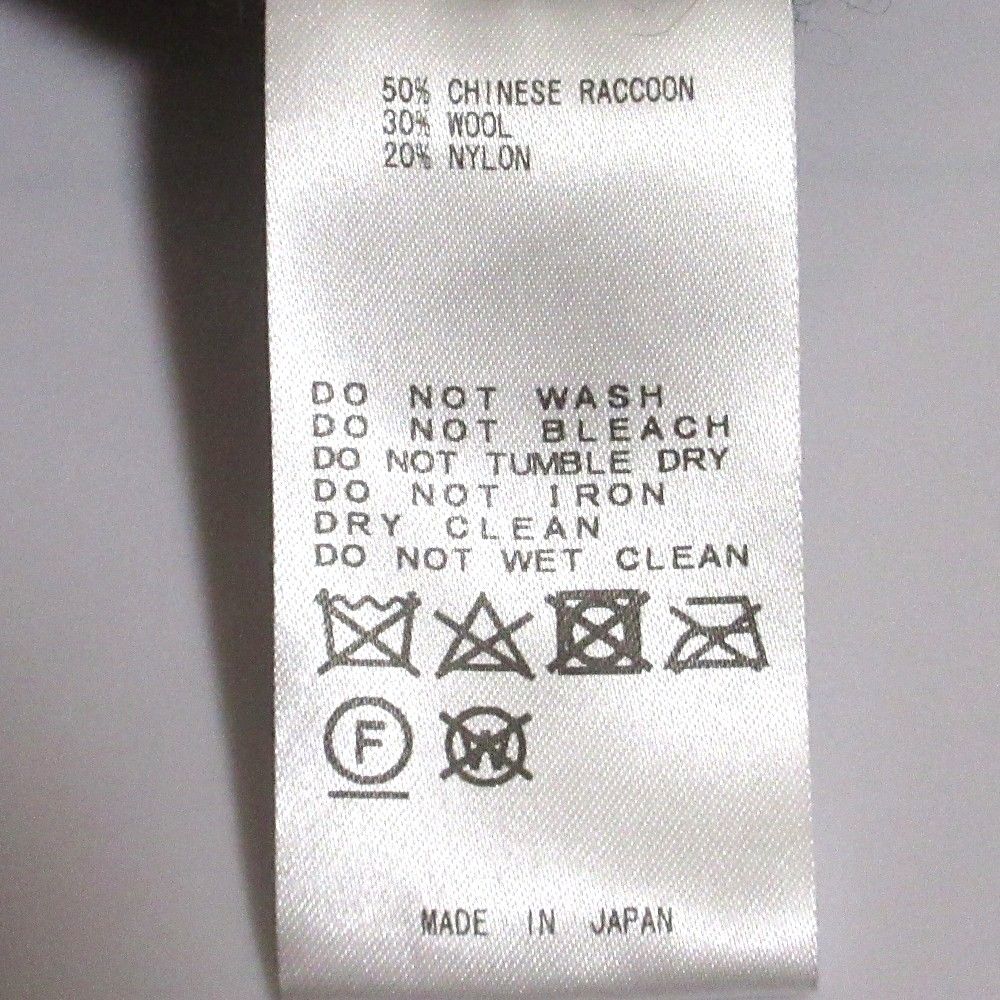 50% CHINESE RACCOON
30% WOOL
20% NYLON
DO NOT WASH
DO NOT BLEACH
DO NOT TUMBLE DRY
DO NOT IRON
DRY CLEAN
DO NOT WET CLEAN
F W
MADE IN JAPAN